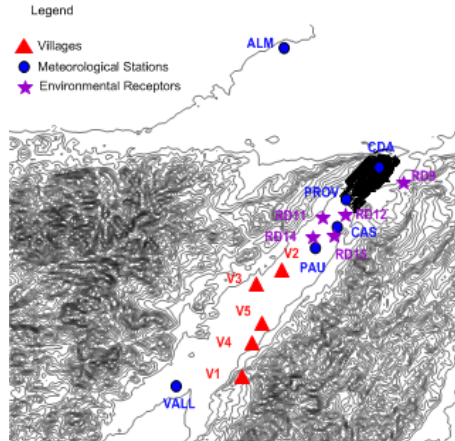 Legend
Villages
Meteorological Stations
Environmental Receptors
ALM
CDA
RD9
PROV
RD11
RD12
CAS
RD14
RD15
PAU
V2
V3
V5
V4
V1
VALL